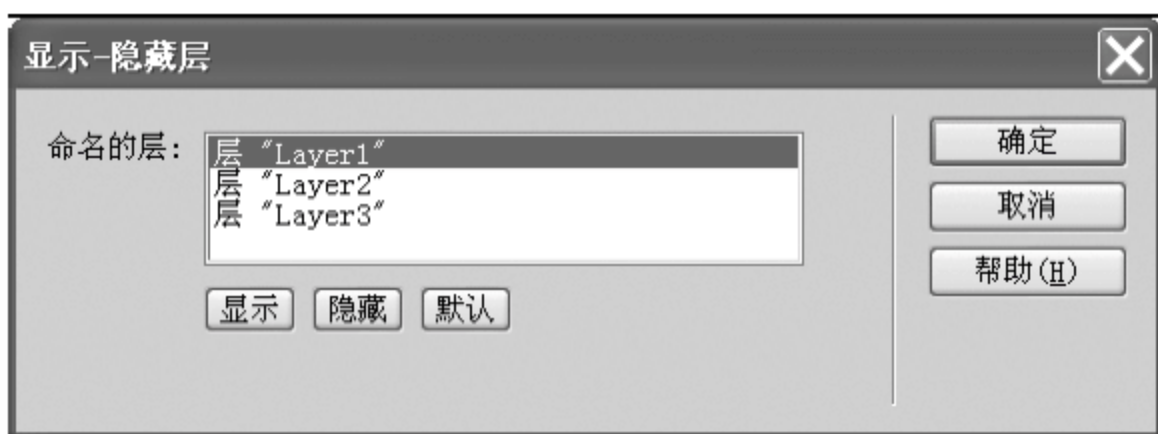 显示-隐藏层
命名的层:
层 "Layer1"
层 "Layer2"
层 "Layer3"
显示 隐藏 默认
确定
取消
帮助(H)